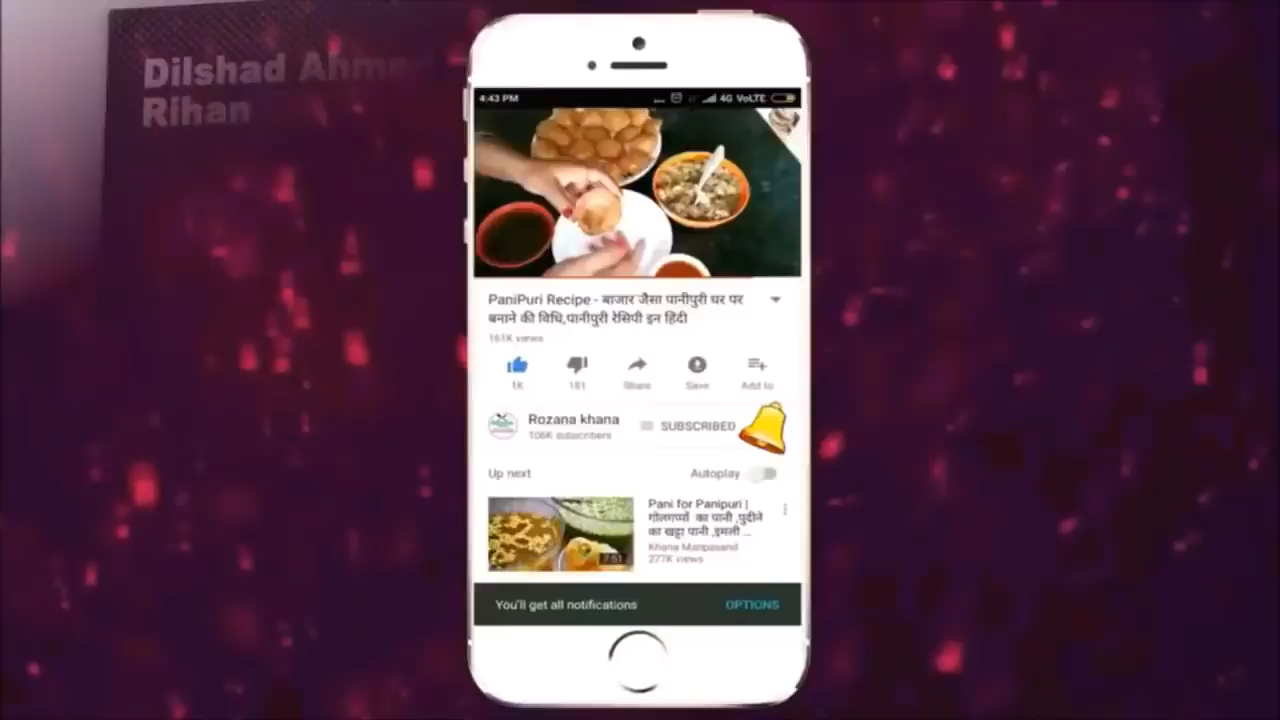 Dilshad Ahme
Rihan
4:43 PM
4G VoLTE
PaniPuri Recipe - बाजार जैसा पानीपुरी घर पर
बनाने की विधि,पानीपुरी रेसिपी इन हिंदी
161K views
1K
181
Share
Save
Add to
Rozana khana
106K subscribers
SUBSCRIBED
Up next
Autoplay
Pani for Panipuri |
गोलगप्पों का पानी ,पुदीने
का खट्टा पानी ,इमली ...
Khana Manpasand
277K views
7:51
You'll get all notifications
OPTIONS